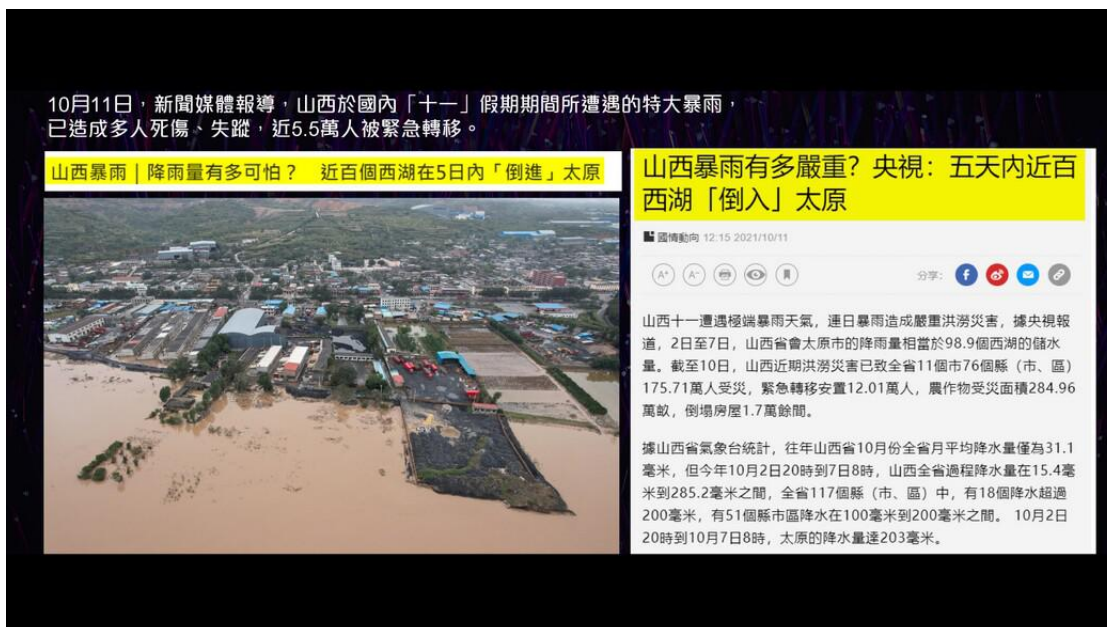 10月11日，新聞媒體報導，山西於國內「十一」假期期間所遭遇的特大暴雨，
已造成多人死傷、失蹤，近5.5萬人被緊急轉移。
山西暴雨｜降雨量有多可怕？　近百個西湖在5日內「倒進」太原
山西暴雨有多嚴重？央視：五天內近百
西湖「倒入」太原
國情動向 12:15 2021/10/11
A+ A- 分享：
山西十一遭遇極端暴雨天氣，連日暴雨造成嚴重洪澇災害，據央視報
道，2日至7日，山西省會太原市的降雨量相當於98.9個西湖的儲水
量。截至10日，山西近期洪澇災害已致全省11個市76個縣（市、區）
175.71萬人受災，緊急轉移安置12.01萬人，農作物受災面積284.96
萬畝，倒塌房屋1.7萬餘間。
據山西省氣象台統計，往年山西省10月份全省月平均降水量僅為31.1
毫米，但今年10月2日20時到7日8時，山西全省過程降水量在15.4毫
米到285.2毫米之間，全省117個縣（市、區）中，有18個降水超過
200毫米，有51個縣市區降水在100毫米到200毫米之間。 10月2日
20時到10月7日8時，太原的降水量達203毫米。